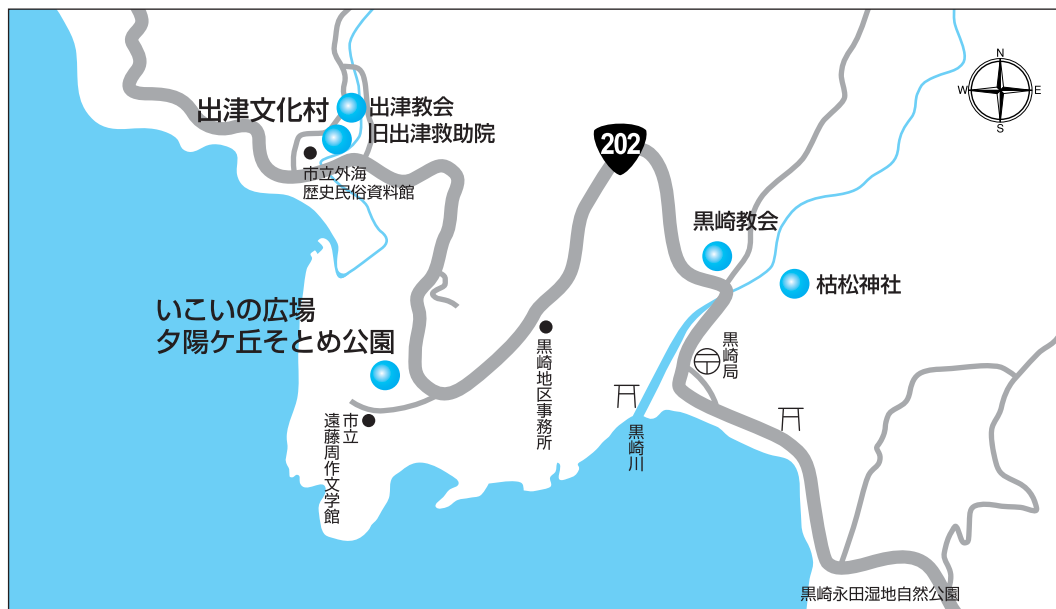 N
W
E
S
出津文化村
出津教会
旧出津救助院
市立外海
歴史民俗資料館
202
黒崎教会
枯松神社
いこいの広場
夕陽ケ丘そとめ公園
黒崎局
黒崎地区事務所
市立
遠藤周作文学館
黒崎川
黒崎永田湿地自然公園